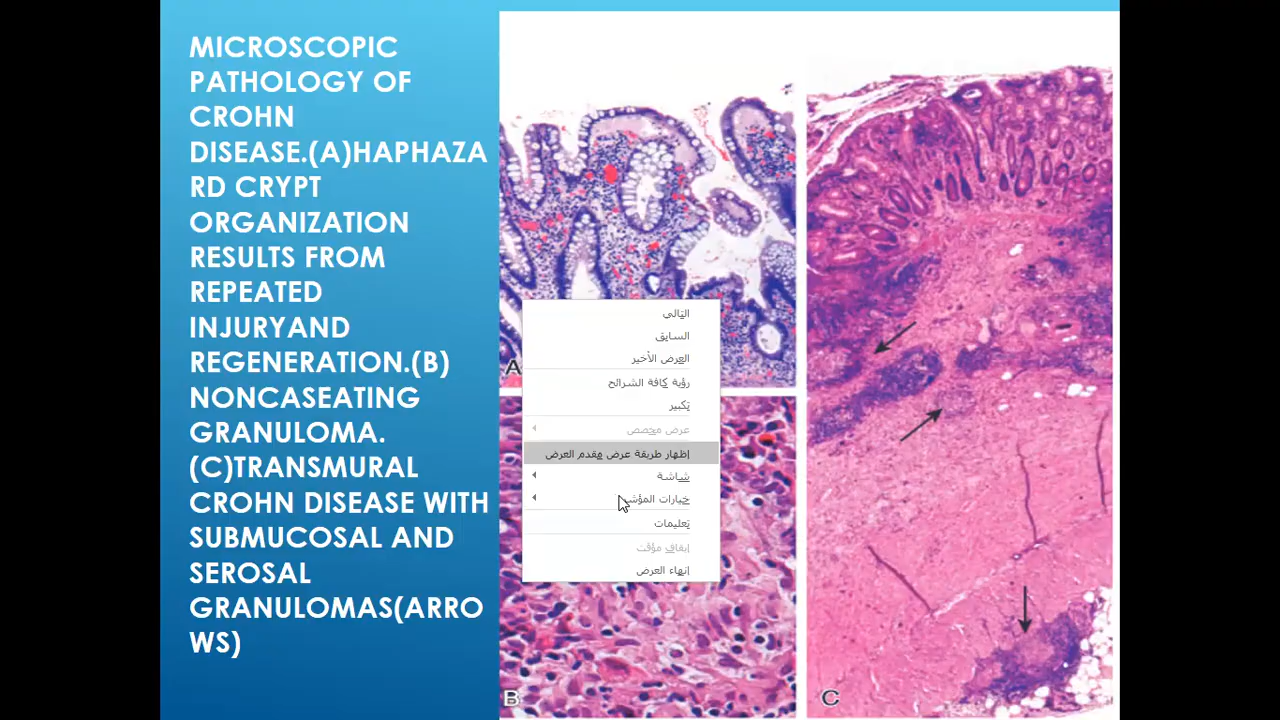 MICROSCOPIC
PATHOLOGY OF
CROHN
DISEASE.(A)HAPHAZA
RD CRYPT
ORGANIZATION
RESULTS FROM
REPEATED
INJURYAND
REGENERATION.(B)
NONCASEATING
GRANULOMA.
(C)TRANSMURAL
CROHN DISEASE WITH
SUBMUCOSAL AND
SEROSAL
GRANULOMAS(ARRO
WS)
A
التالي
السابق
العرض الأخير
رؤية كافة الشرائح
تكبير
عرض مخصص
إظهار طريقة عرض مقدم العرض
شاشة
خيارات المؤشر
تعليمات
إيقاف مؤقت
إنهاء العرض
B
C